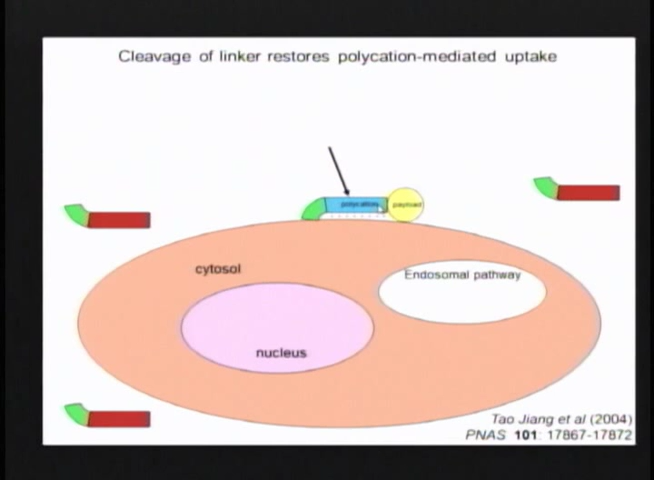 Cleavage of linker restores polycation-mediated uptake
polycation
payload
cytosol
Endosomal pathway
nucleus
Tao Jiang et al (2004)
PNAS 101: 17867-17872